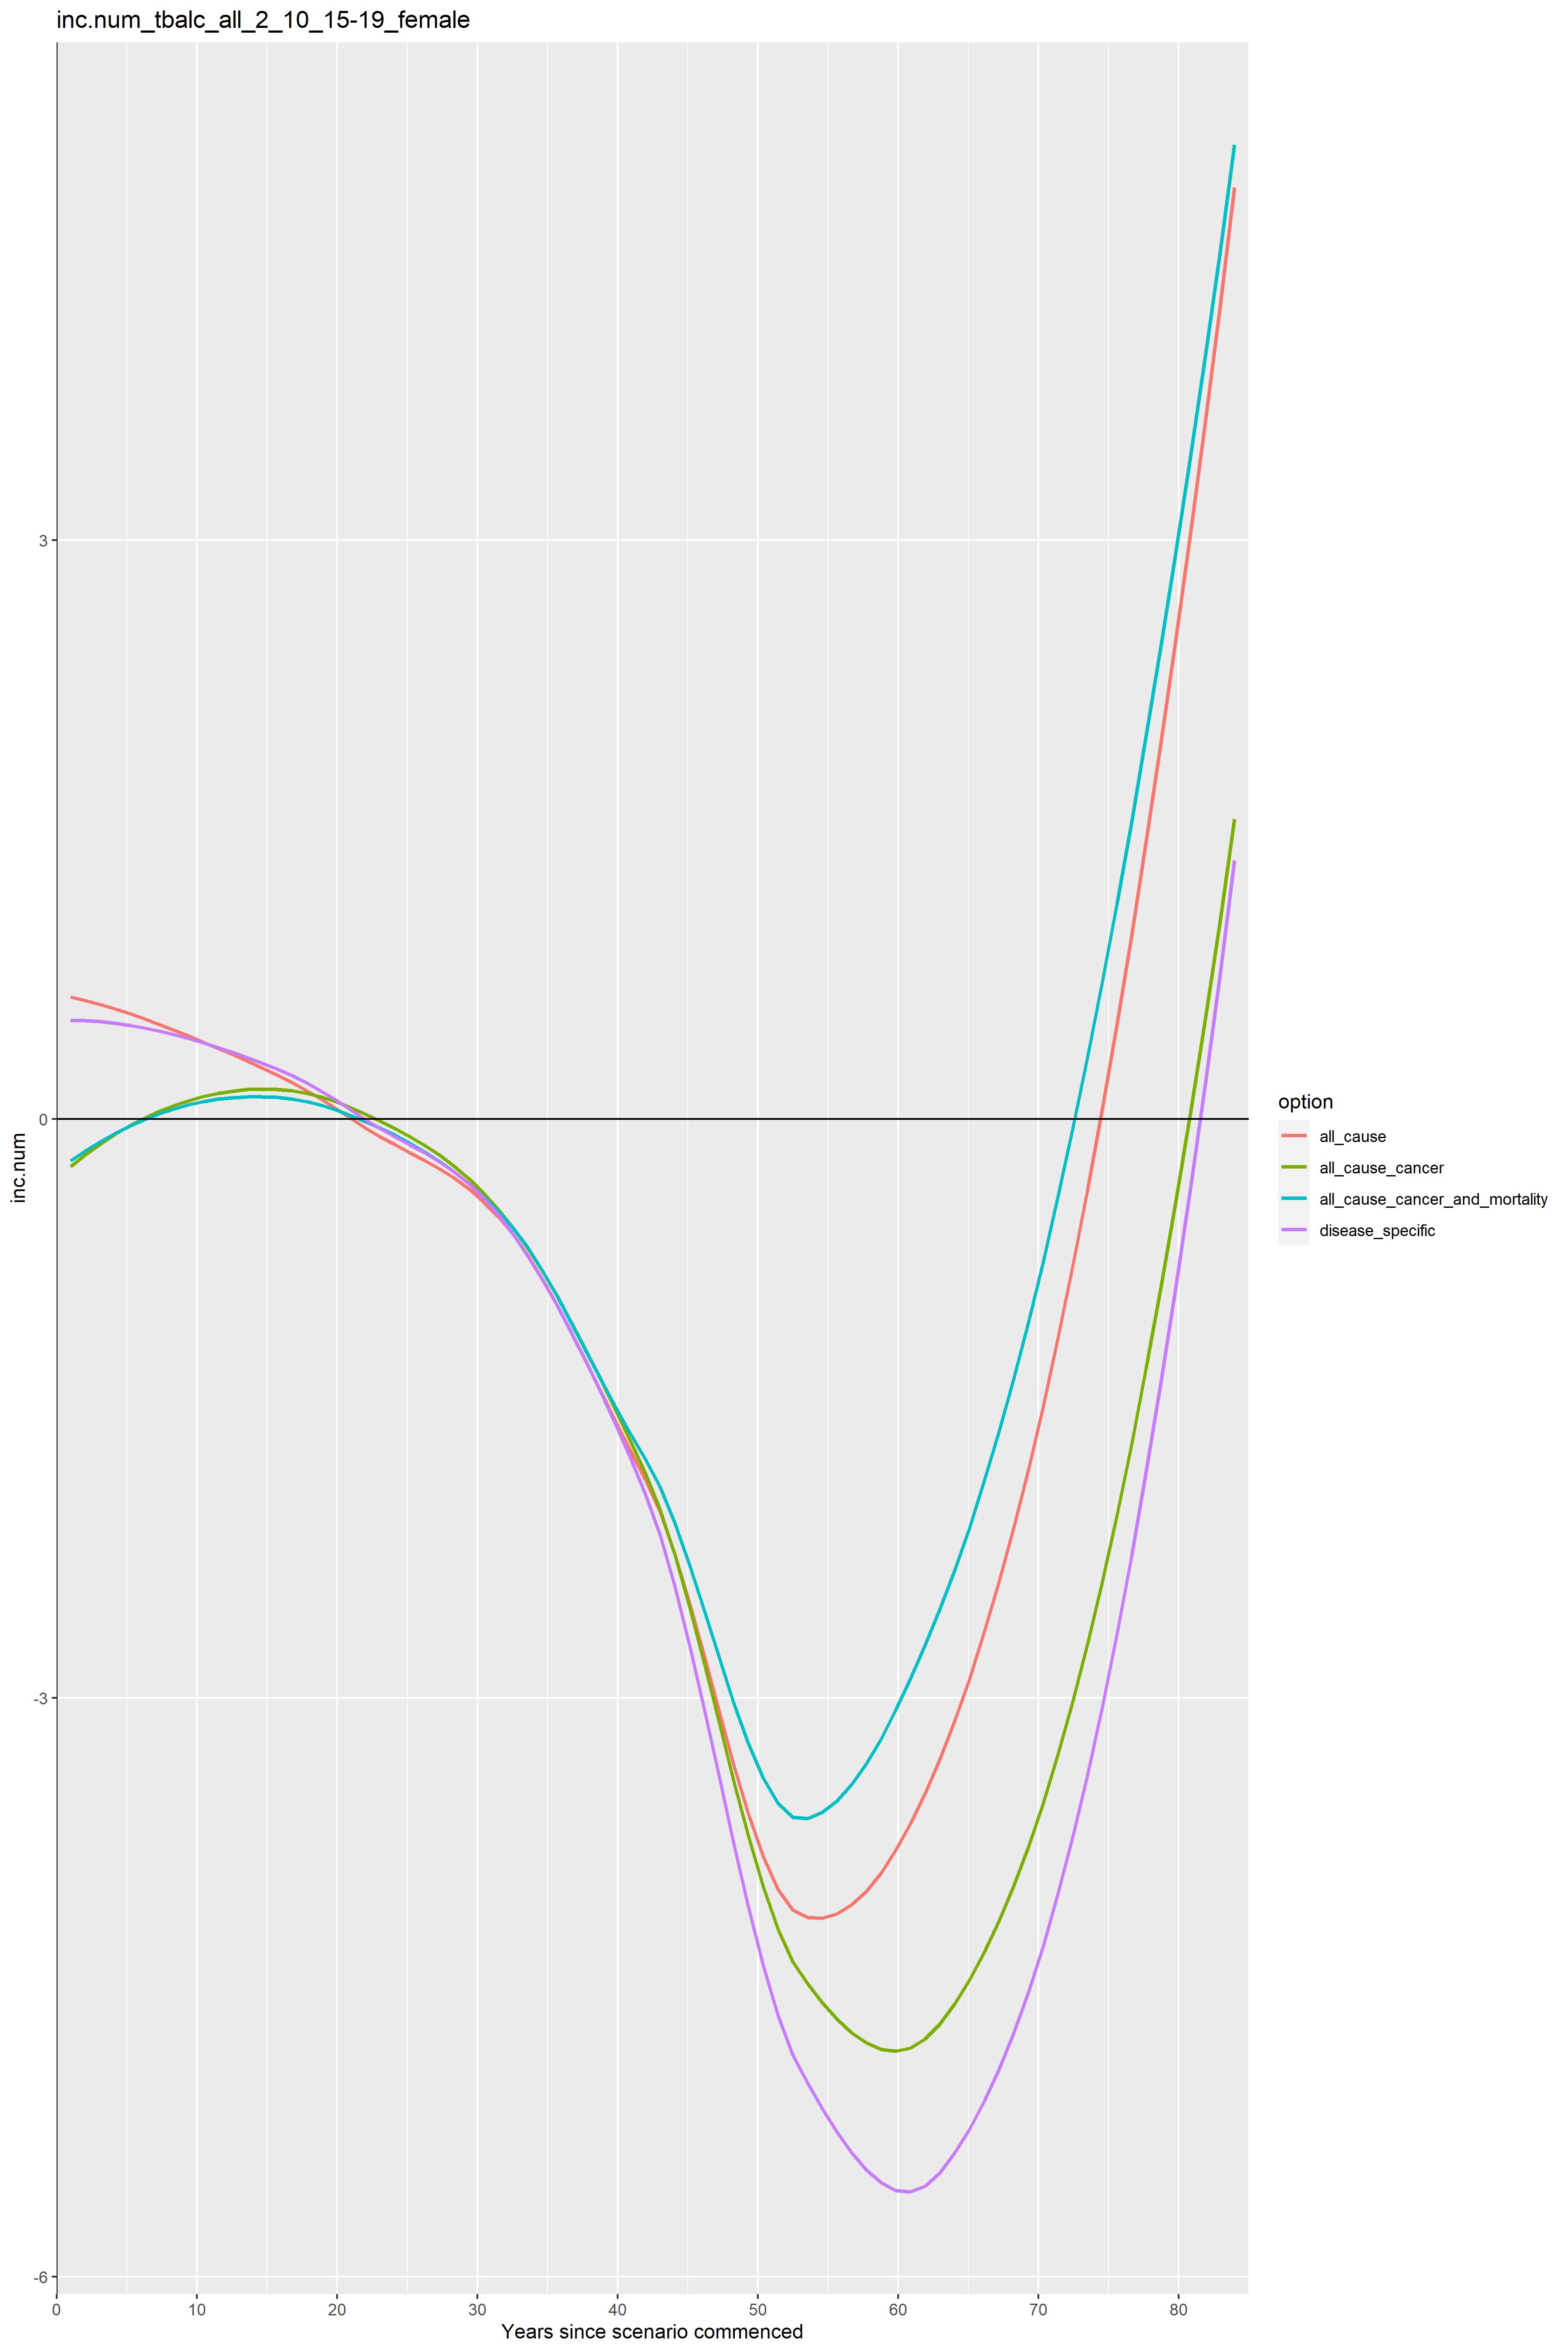 inc.num_tbalc_all_2_10_15-19_female
3
0
-3
-6
inc.num
0 10 20 30 40 50 60 70 80
Years since scenario commenced
option
all_cause
all_cause_cancer
all_cause_cancer_and_mortality
disease_specific